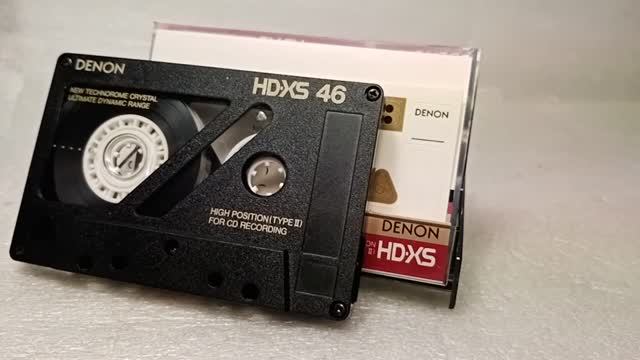 DENON
HD·XS 46
NEW TECHNOROME CRYSTAL
ULTIMATE DYNAMIC RANGE
HIGH POSITION (TYPE II)
FOR CD RECORDING
DENON
DENON
HD·XS